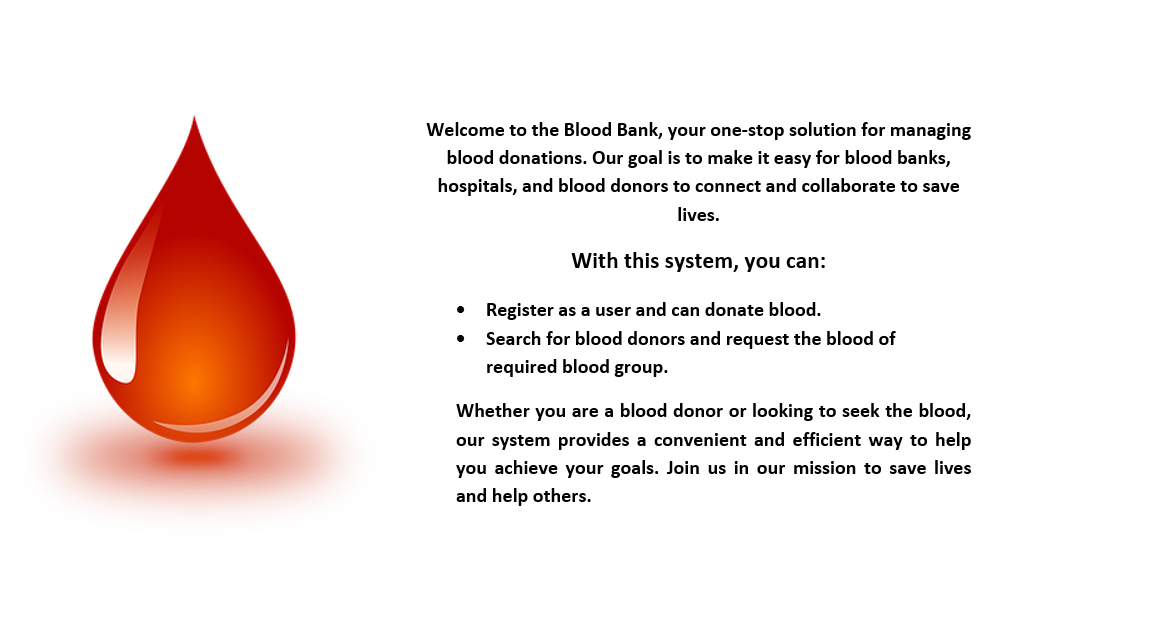 Welcome to the Blood Bank, your one-stop solution for managing
blood donations. Our goal is to make it easy for blood banks,
hospitals, and blood donors to connect and collaborate to save
lives.
With this system, you can:
• Register as a user and can donate blood.
• Search for blood donors and request the blood of
required blood group.
Whether you are a blood donor or looking to seek the blood,
our system provides a convenient and efficient way to help
you achieve your goals. Join us in our mission to save lives
and help others.